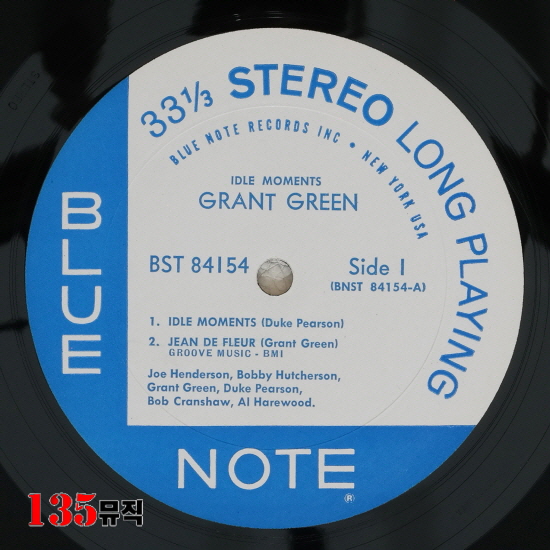 33⅓ STEREO LONG PLAYING
BLUE NOTE RECORDS INC • NEW YORK USA
IDLE MOMENTS
GRANT GREEN
BST 84154
Side 1
(BNST 84154-A)
1. IDLE MOMENTS (Duke Pearson)
2. JEAN DE FLEUR (Grant Green)
GROOVE MUSIC - BMI
Joe Henderson, Bobby Hutcherson,
Grant Green, Duke Pearson,
Bob Cranshaw, Al Harewood.
BLUE
NOTE
®
135뮤직